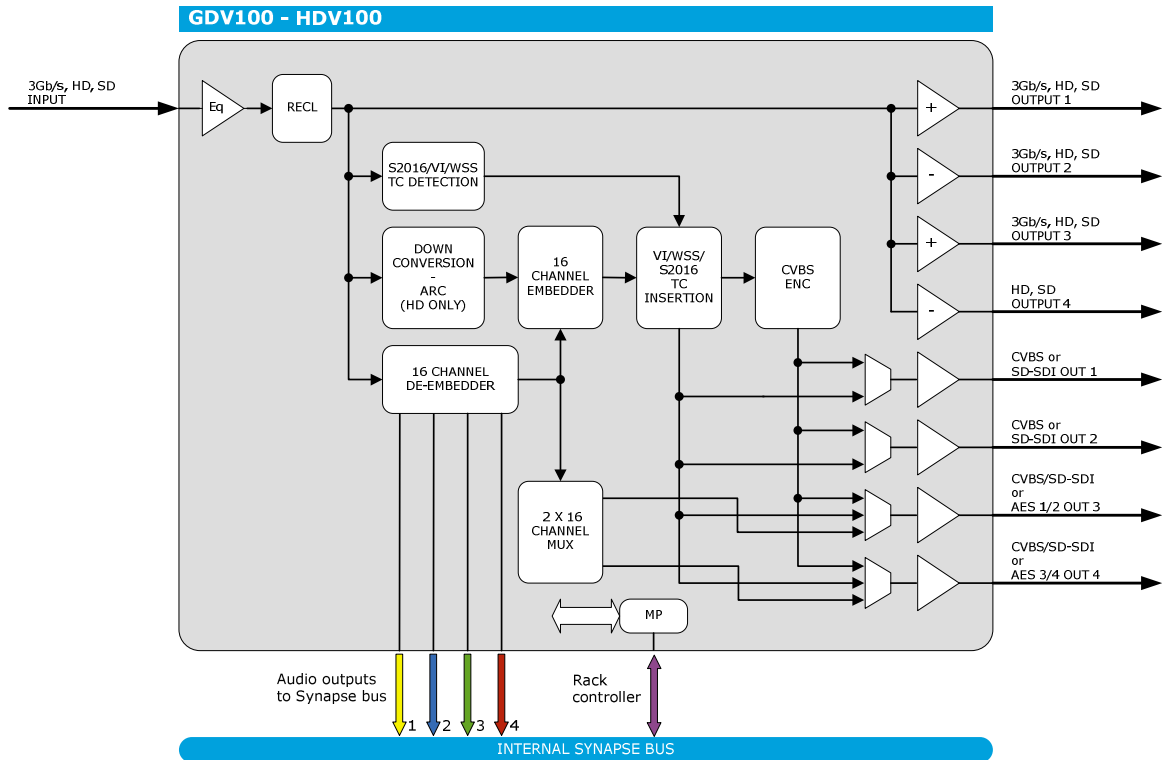 GDV100 - HDV100
3Gb/s, HD, SD
INPUT
Eq
RECL
+
3Gb/s, HD, SD
OUTPUT 1
S2016/VI/WSS
TC DETECTION
-
3Gb/s, HD, SD
OUTPUT 2
+
3Gb/s, HD, SD
OUTPUT 3
DOWN
CONVERSION
-
ARC
(HD ONLY)
16
CHANNEL
EMBEDDER
VI/WSS/
S2016
TC
INSERTION
CVBS
ENC
-
HD, SD
OUTPUT 4
16 CHANNEL
DE-EMBEDDER
CVBS or
SD-SDI OUT 1
CVBS or
SD-SDI OUT 2
2 X 16
CHANNEL
MUX
CVBS/SD-SDI
or
AES 1/2 OUT 3
CVBS/SD-SDI
or
AES 3/4 OUT 4
MP
Audio outputs
to Synapse bus
1
2
3
4
Rack
controller
INTERNAL SYNAPSE BUS